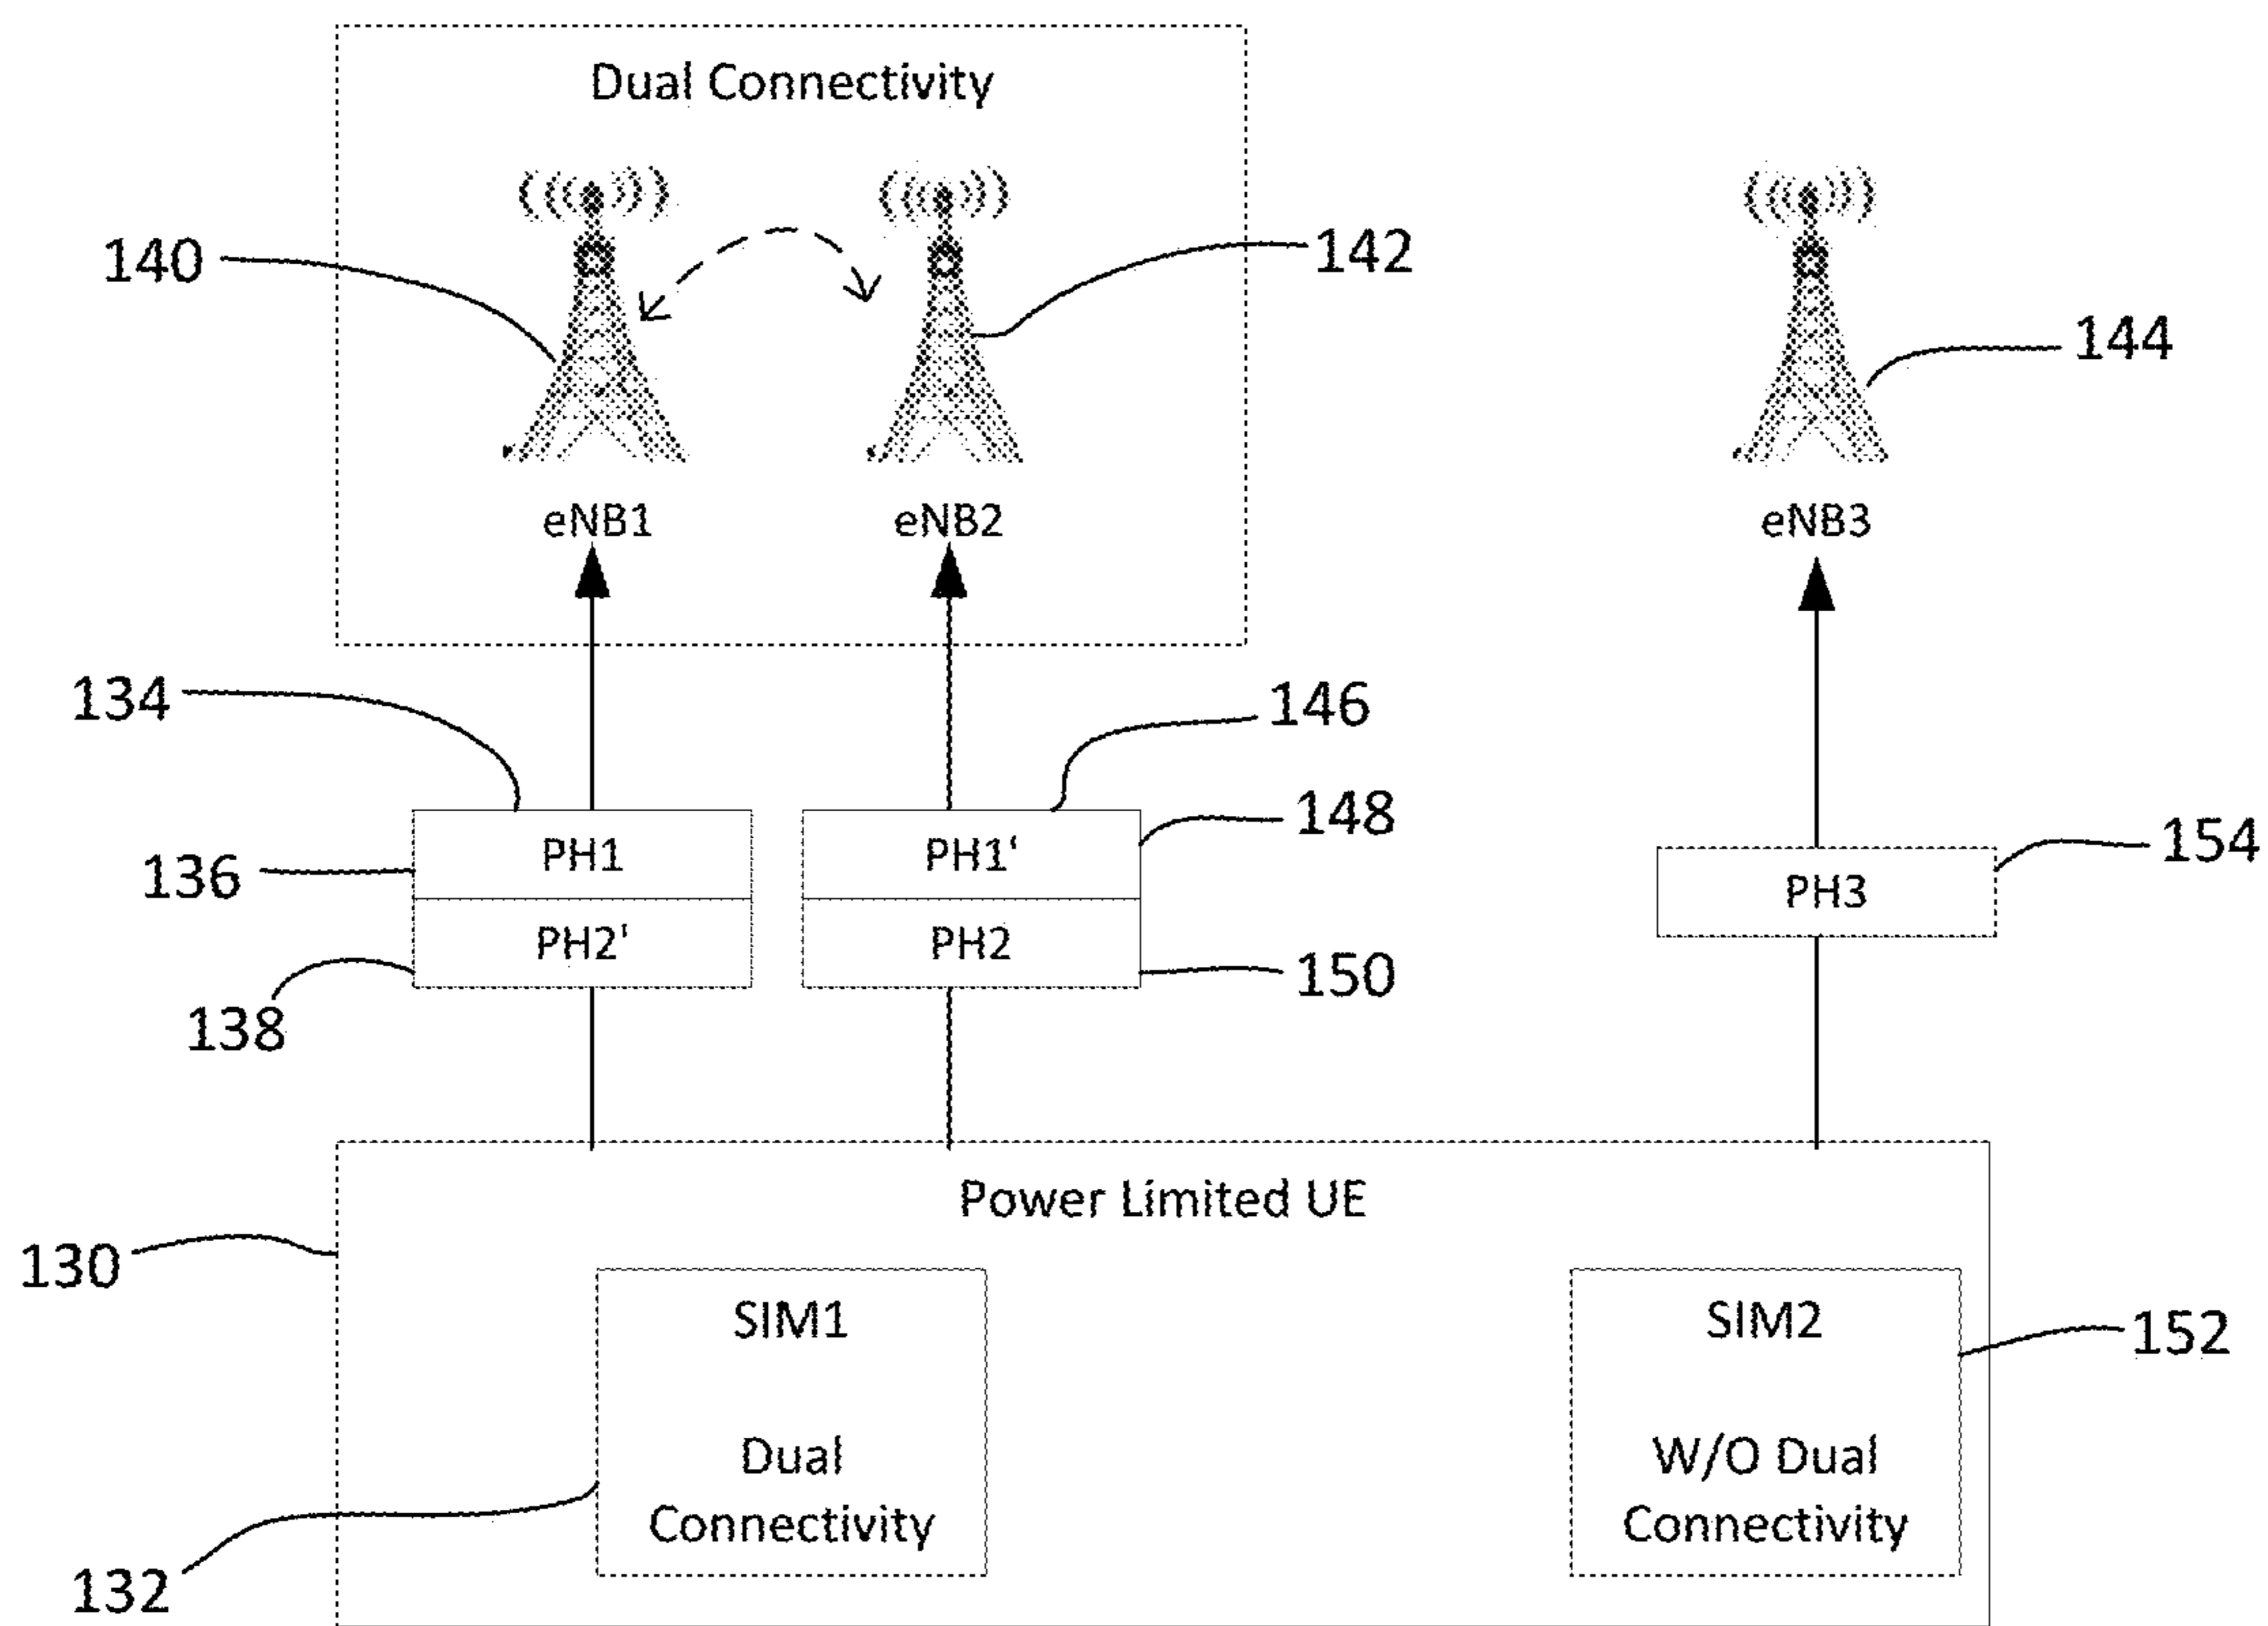 Dual Connectivity
140
142
144
eNB1
eNB2
eNB3
134
146
136
PH1
PH1‘
148
154
PH3
PH2'
PH2
138
150
Power Limited UE
130
SIM1
SIM2
152
Dual
Connectivity
W/O Dual
Connectivity
132